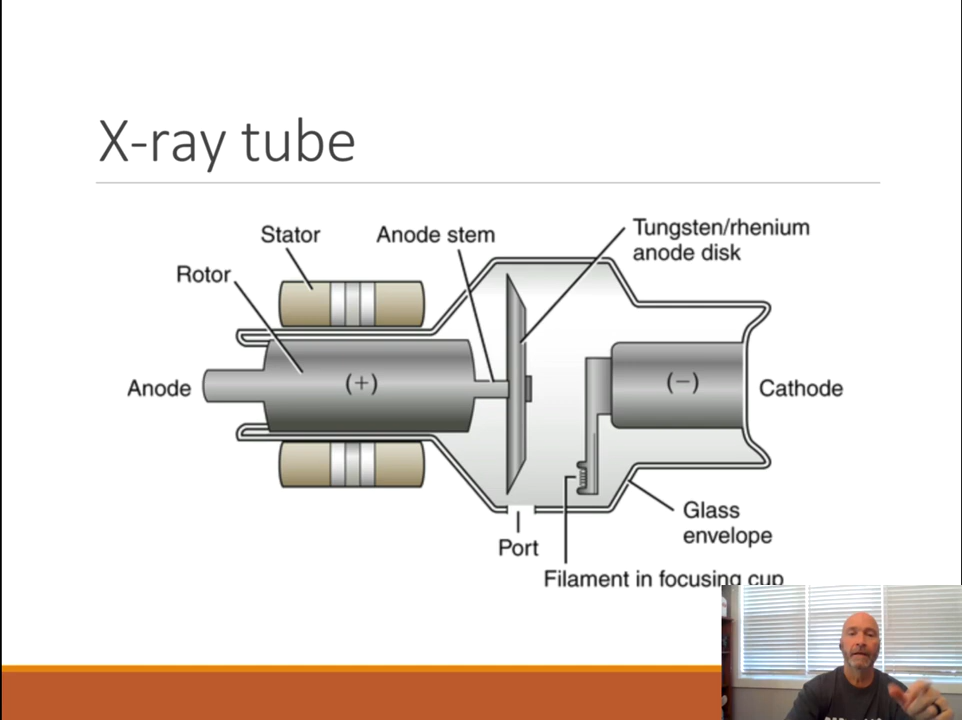 X-ray tube
Stator
Anode stem
Tungsten/rhenium
anode disk
Rotor
Anode
(+)
(−)
Cathode
Glass
envelope
Port
Filament in focusing cup